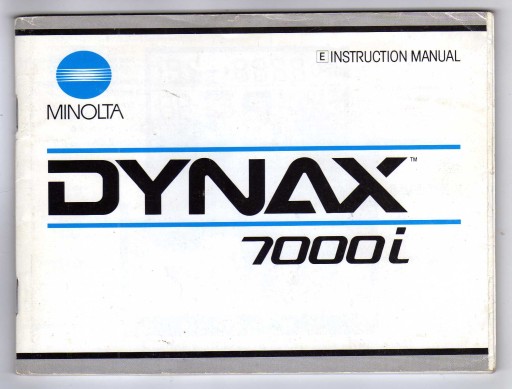 E INSTRUCTION MANUAL
MINOLTA
DYNAX™
7000i